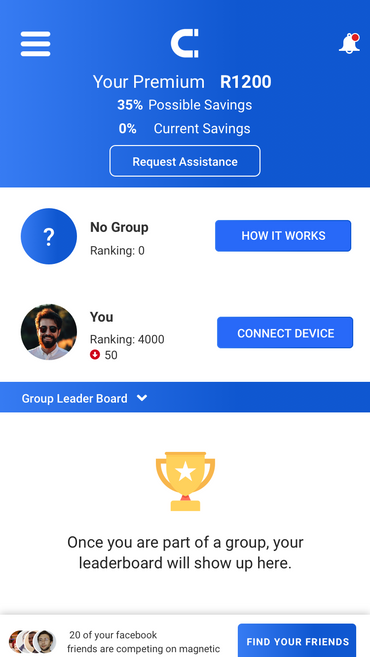 Your Premium R1200
35% Possible Savings
0% Current Savings
Request Assistance
?
No Group
Ranking: 0
HOW IT WORKS
You
Ranking: 4000
50
CONNECT DEVICE
Group Leader Board
Once you are part of a group, your
leaderboard will show up here.
20 of your facebook
friends are competing on magnetic
FIND YOUR FRIENDS